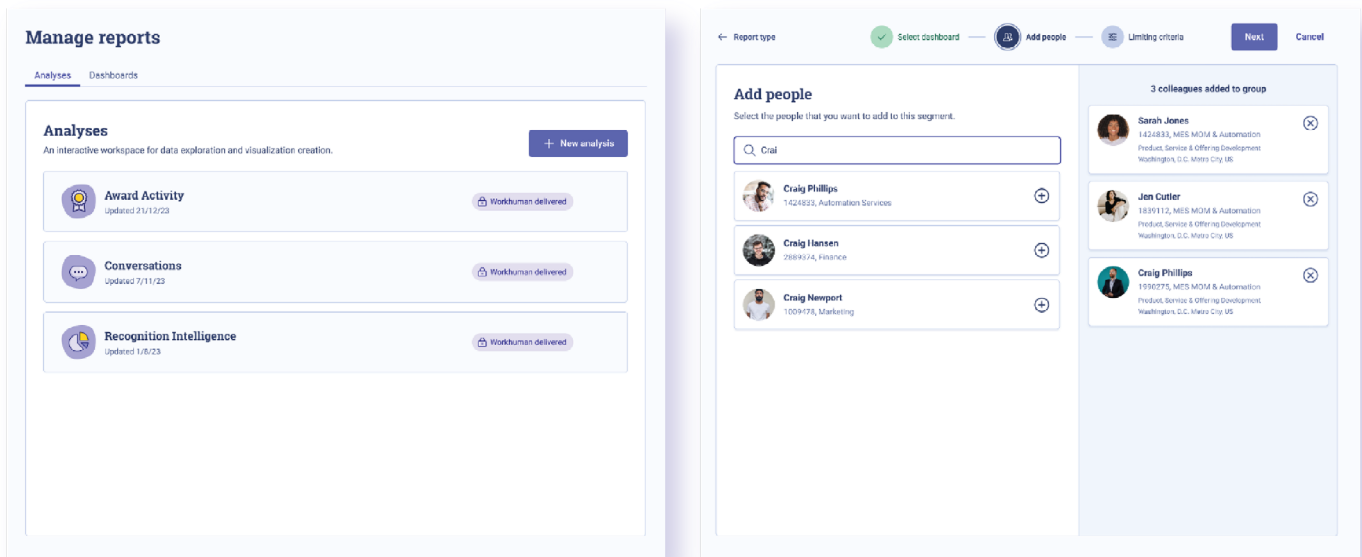 Manage reports
Analyses Dashboards
Analyses
An interactive workspace for data exploration and visualization creation.
+ New analysis
Award Activity
Updated 21/12/23
Workhuman delivered
Conversations
Updated 7/11/23
Workhuman delivered
Recognition Intelligence
Updated 1/8/23
Workhuman delivered
← Report type
Select dashboard
Add people
Limiting criteria
Next
Cancel
Add people
Select the people that you want to add to this segment.
Crai
Craig Phillips
1424833, Automation Services
Craig Hansen
2889374, Finance
Craig Newport
1009478, Marketing
3 colleagues added to group
Sarah Jones
1424833, MES MOM & Automation
Product, Service & Offering Development
Washington, D.C. Metro City, US
Jen Cutler
1839112, MES MOM & Automation
Product, Service & Offering Development
Washington, D.C. Metro City, US
Craig Phillips
1990275, MES MOM & Automation
Product, Service & Offering Development
Washington, D.C. Metro City, US